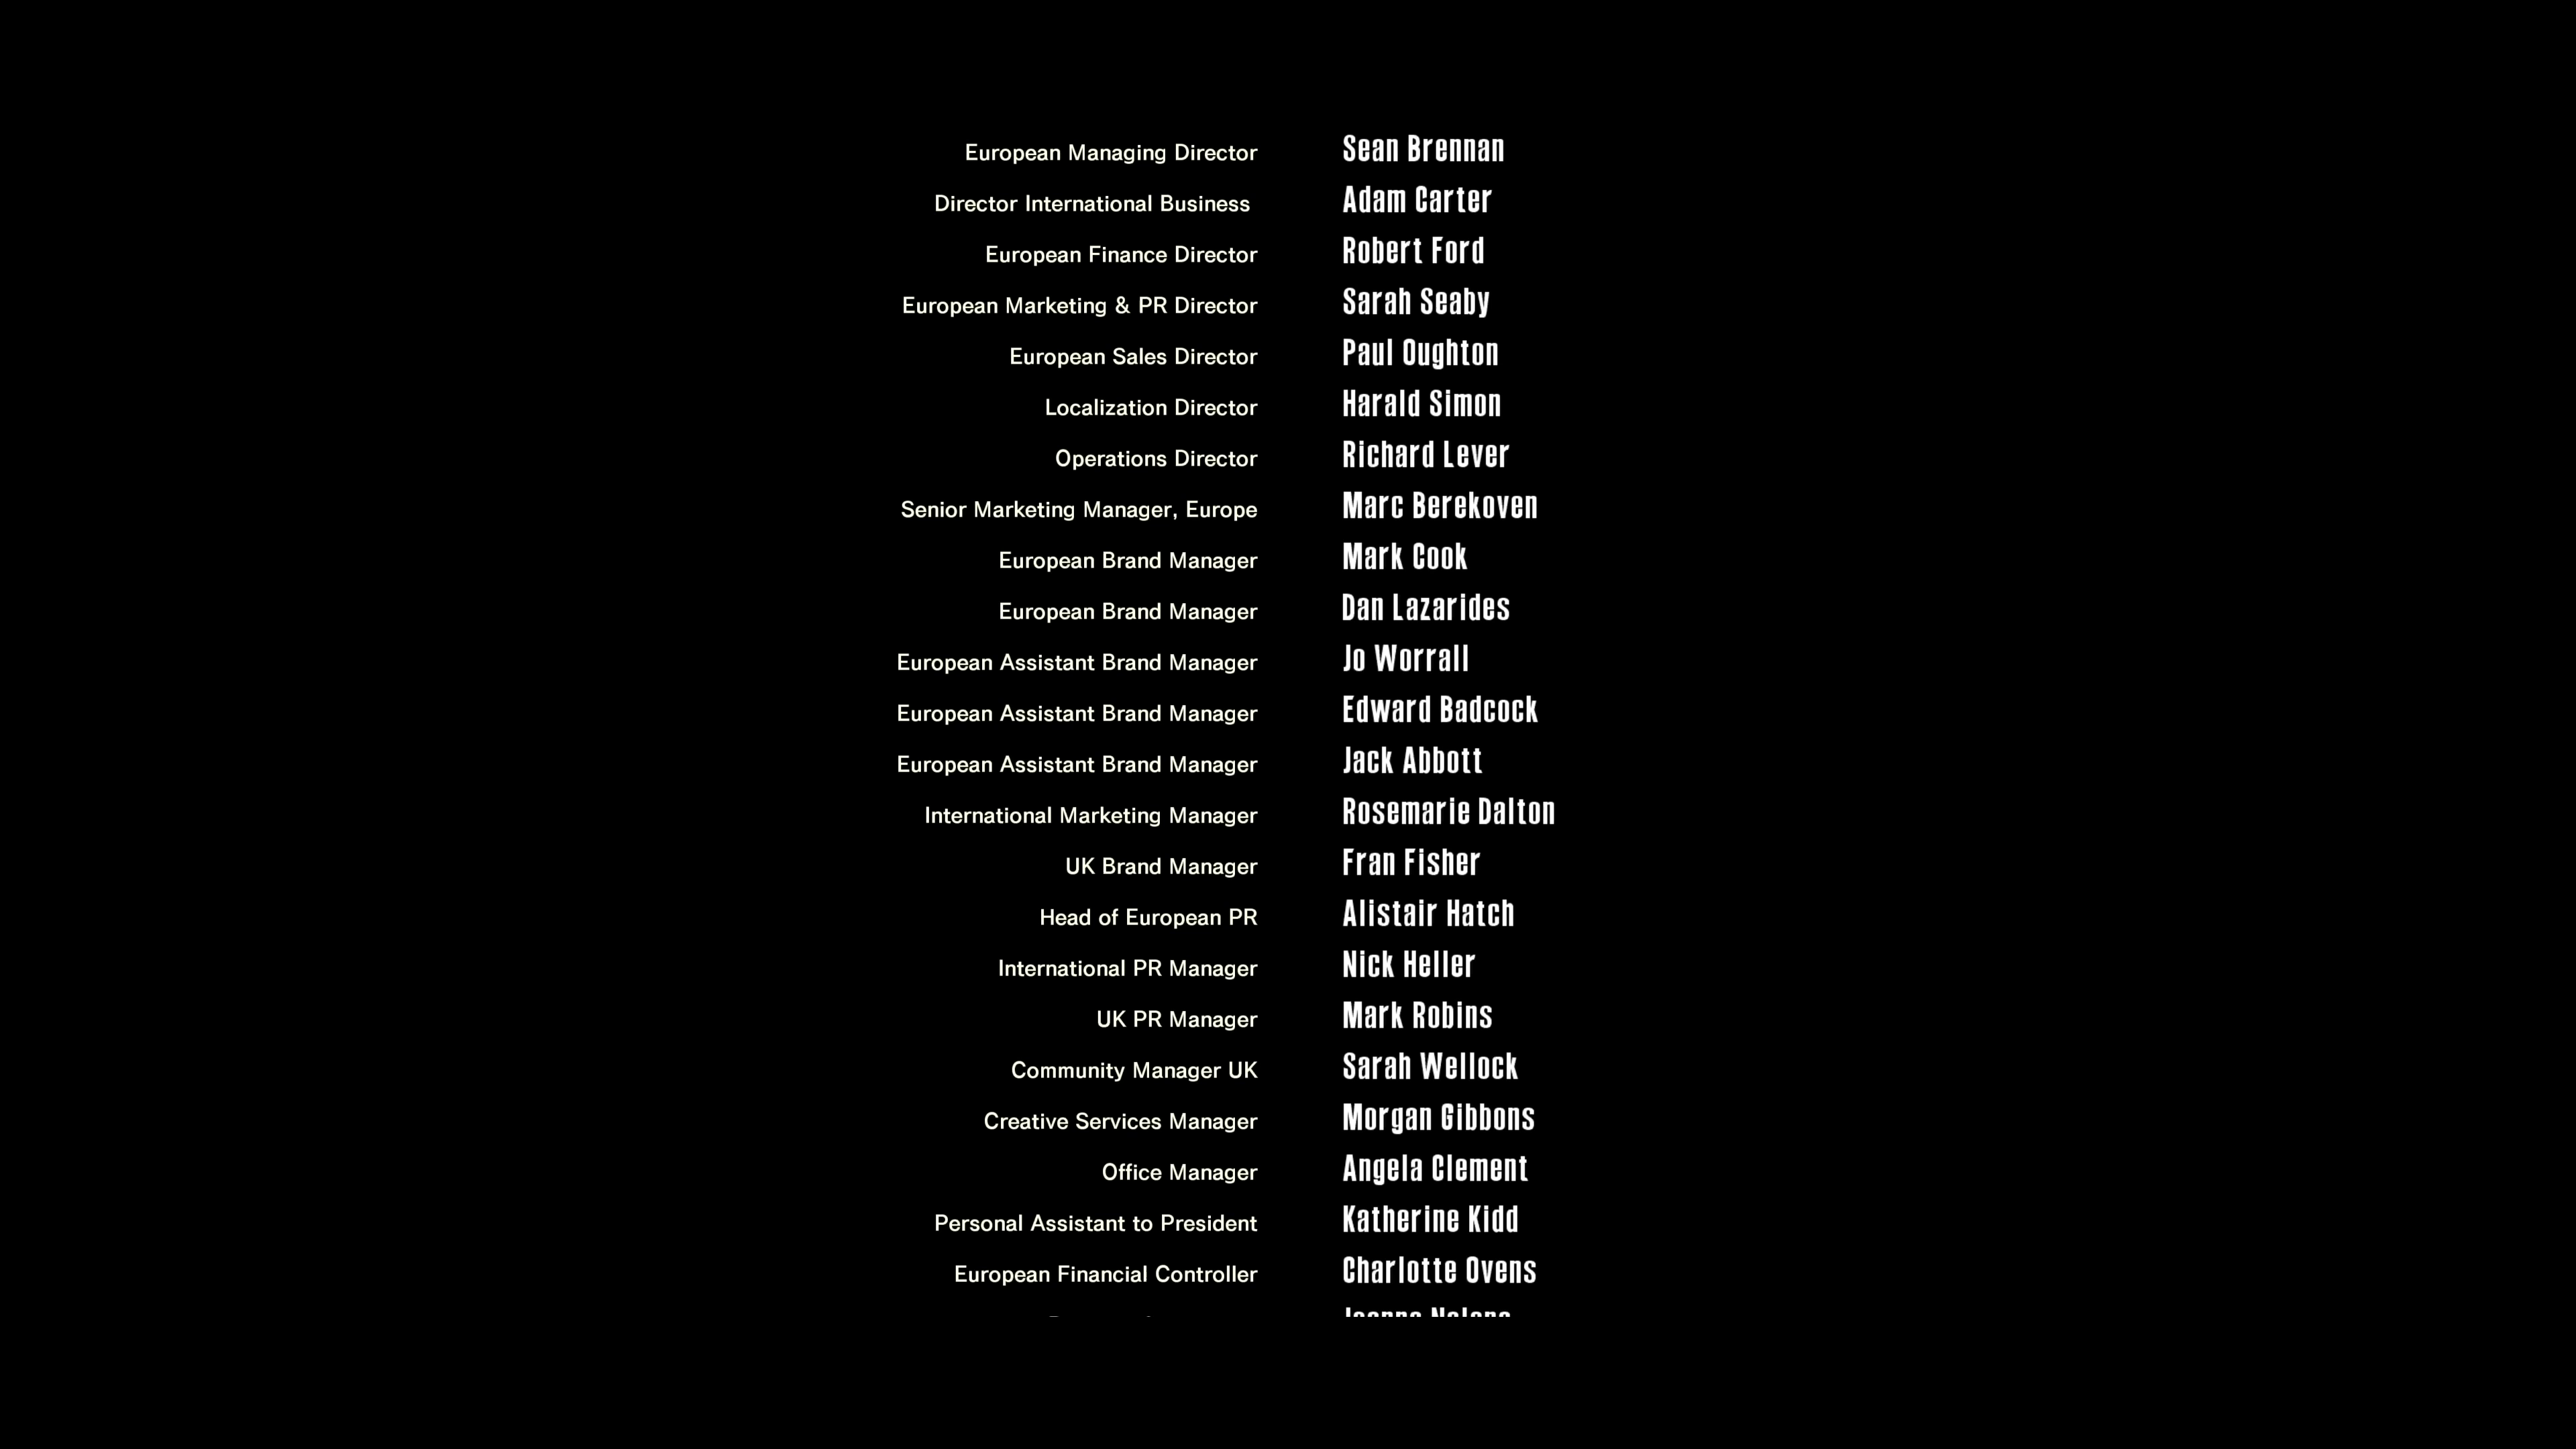 European Managing Director Sean Brennan
Director International Business Adam Carter
European Finance Director Robert Ford
European Marketing & PR Director Sarah Seaby
European Sales Director Paul Oughton
Localization Director Harald Simon
Operations Director Richard Lever
Senior Marketing Manager, Europe Marc Berekoven
European Brand Manager Mark Cook
European Brand Manager Dan Lazarides
European Assistant Brand Manager Jo Worrall
European Assistant Brand Manager Edward Badcock
European Assistant Brand Manager Jack Abbott
International Marketing Manager Rosemarie Dalton
UK Brand Manager Fran Fisher
Head of European PR Alistair Hatch
International PR Manager Nick Heller
UK PR Manager Mark Robins
Community Manager UK Sarah Wellock
Creative Services Manager Morgan Gibbons
Office Manager Angela Clement
Personal Assistant to President Katherine Kidd
European Financial Controller Charlotte Ovens